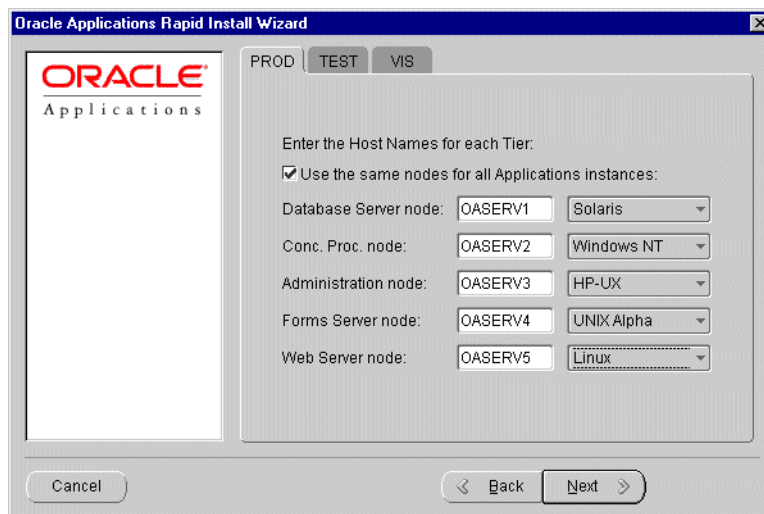 Oracle Applications Rapid Install Wizard
ORACLE®
Applications
PROD TEST VIS
Enter the Host Names for each Tier:
Use the same nodes for all Applications instances:
Database Server node: OASERV1 Solaris
Conc. Proc. node: OASERV2 Windows NT
Administration node: OASERV3 HP-UX
Forms Server node: OASERV4 UNIX Alpha
Web Server node: OASERV5 Linux
Cancel Back Next